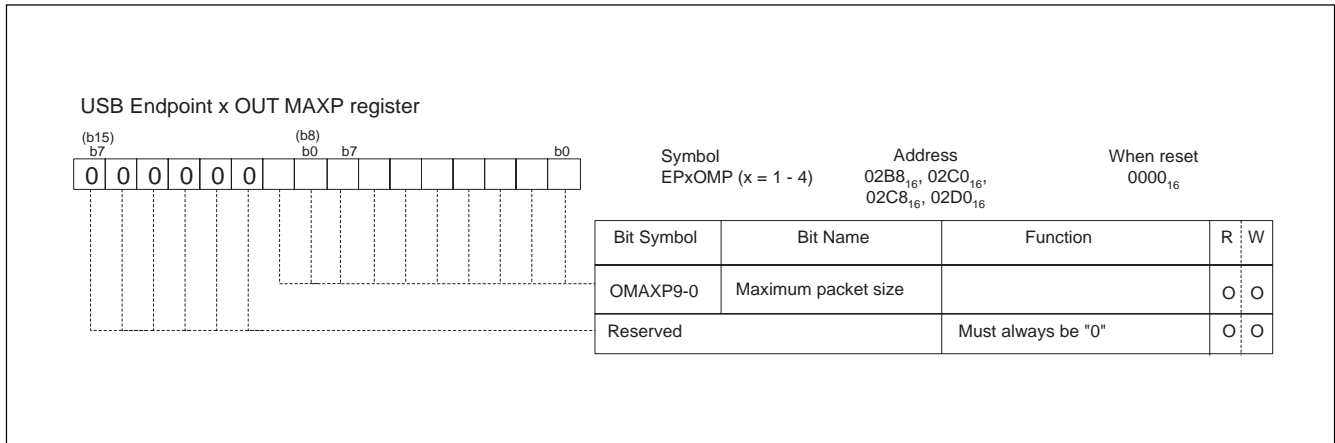 USB Endpoint x OUT MAXP register
(b15) (b8)
b7 b0 b7 b0
0 0 0 0 0 0
Symbol Address When reset
EPxOMP (x = 1 - 4) 02B8₁₆, 02C0₁₆, 0000₁₆
02C8₁₆, 02D0₁₆
Bit Symbol Bit Name Function R W
OMAXP9-0 Maximum packet size O O
Reserved Must always be "0" O O